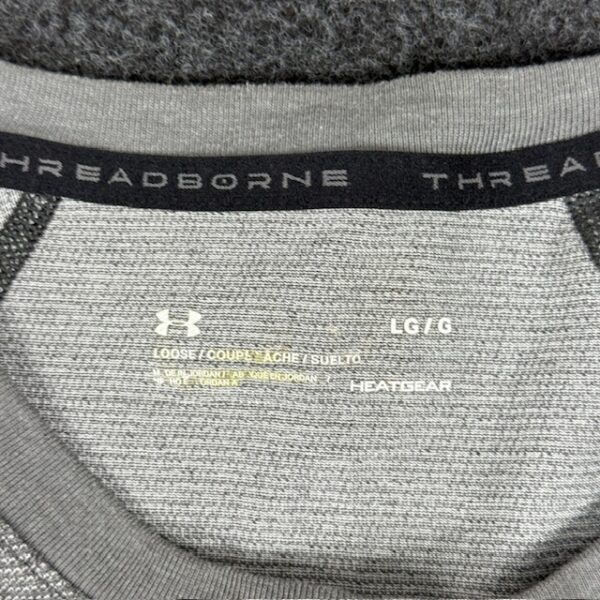 THREADBORNE THREA
LG/G
LOOSE/COUPE LÂCHE/SUELTO
HEATGEAR